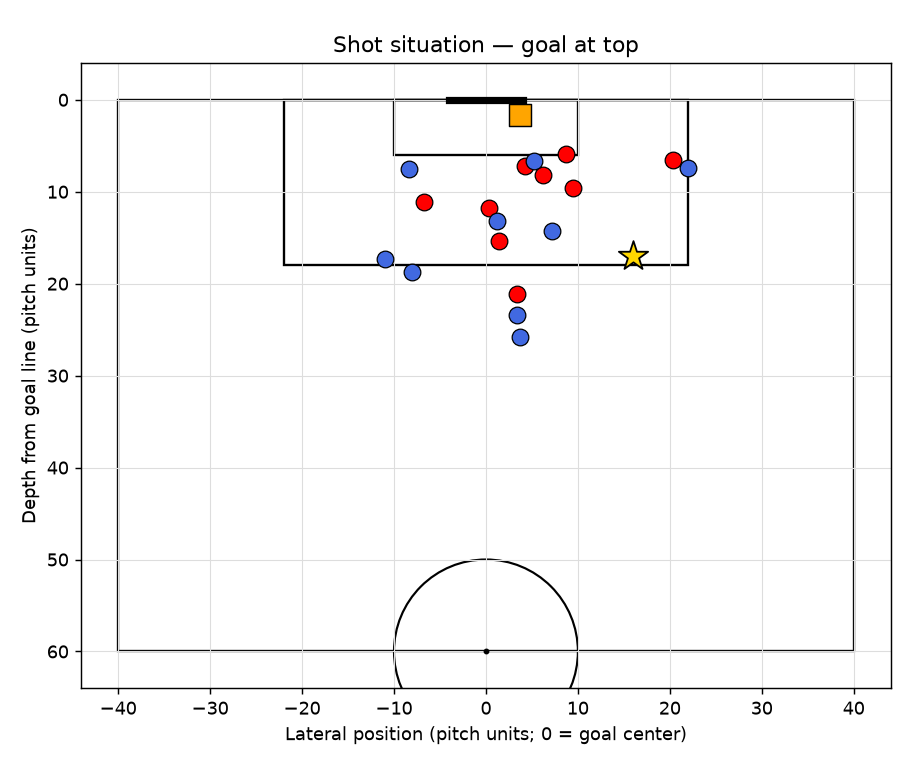 Shot situation — goal at top
0
10
20
30
40
50
60
Depth from goal line (pitch units)
−40 −30 −20 −10 0 10 20 30 40
Lateral position (pitch units; 0 = goal center)